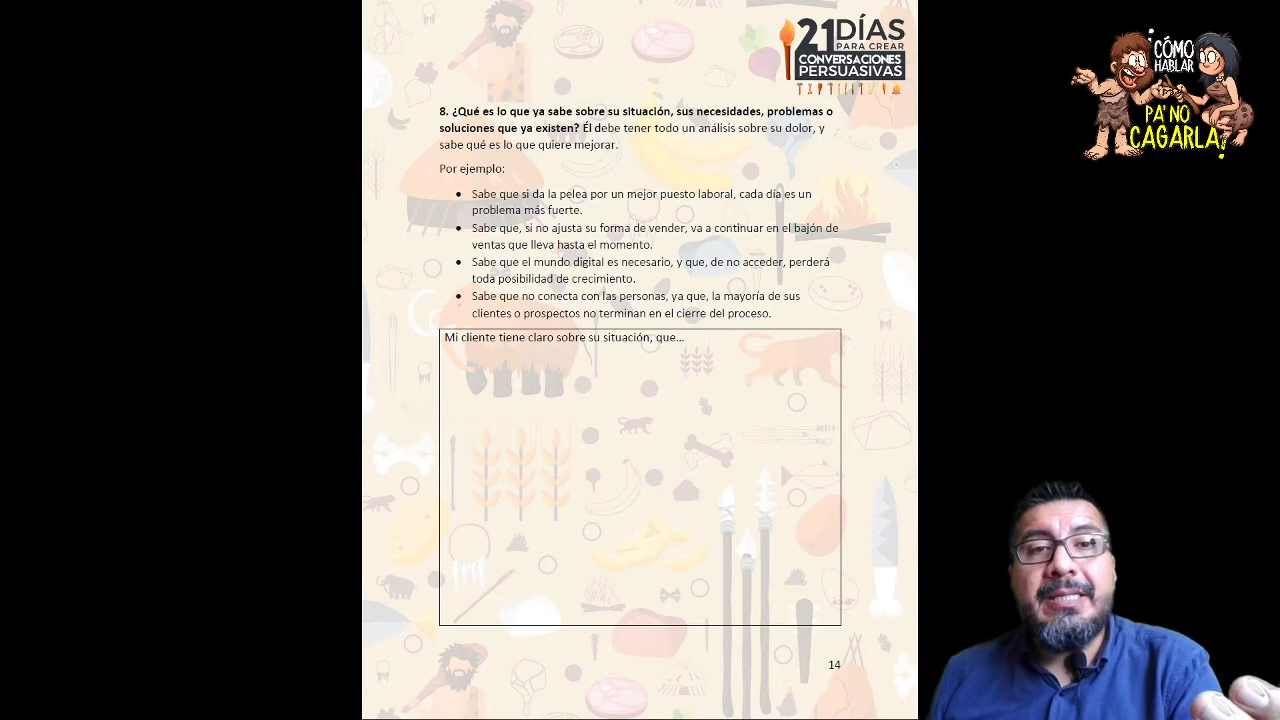 21 DÍAS
PARA CREAR
CONVERSACIONES
PERSUASIVAS
¡CÓMO
HABLAR
PA' NO
CAGARLA!
8. ¿Qué es lo que ya sabe sobre su situación, sus necesidades, problemas o
soluciones que ya existen? Él debe tener todo un análisis sobre su dolor, y
sabe qué es lo que quiere mejorar.
Por ejemplo:
• Sabe que si da la pelea por un mejor puesto laboral, cada día es un
problema más fuerte.
• Sabe que, si no ajusta su forma de vender, va a continuar en el bajón de
ventas que lleva hasta el momento.
• Sabe que el mundo digital es necesario, y que, de no acceder, perderá
toda posibilidad de crecimiento.
• Sabe que no conecta con las personas, ya que, la mayoría de sus
clientes o prospectos no terminan en el cierre del proceso.
Mi cliente tiene claro sobre su situación, que...
14